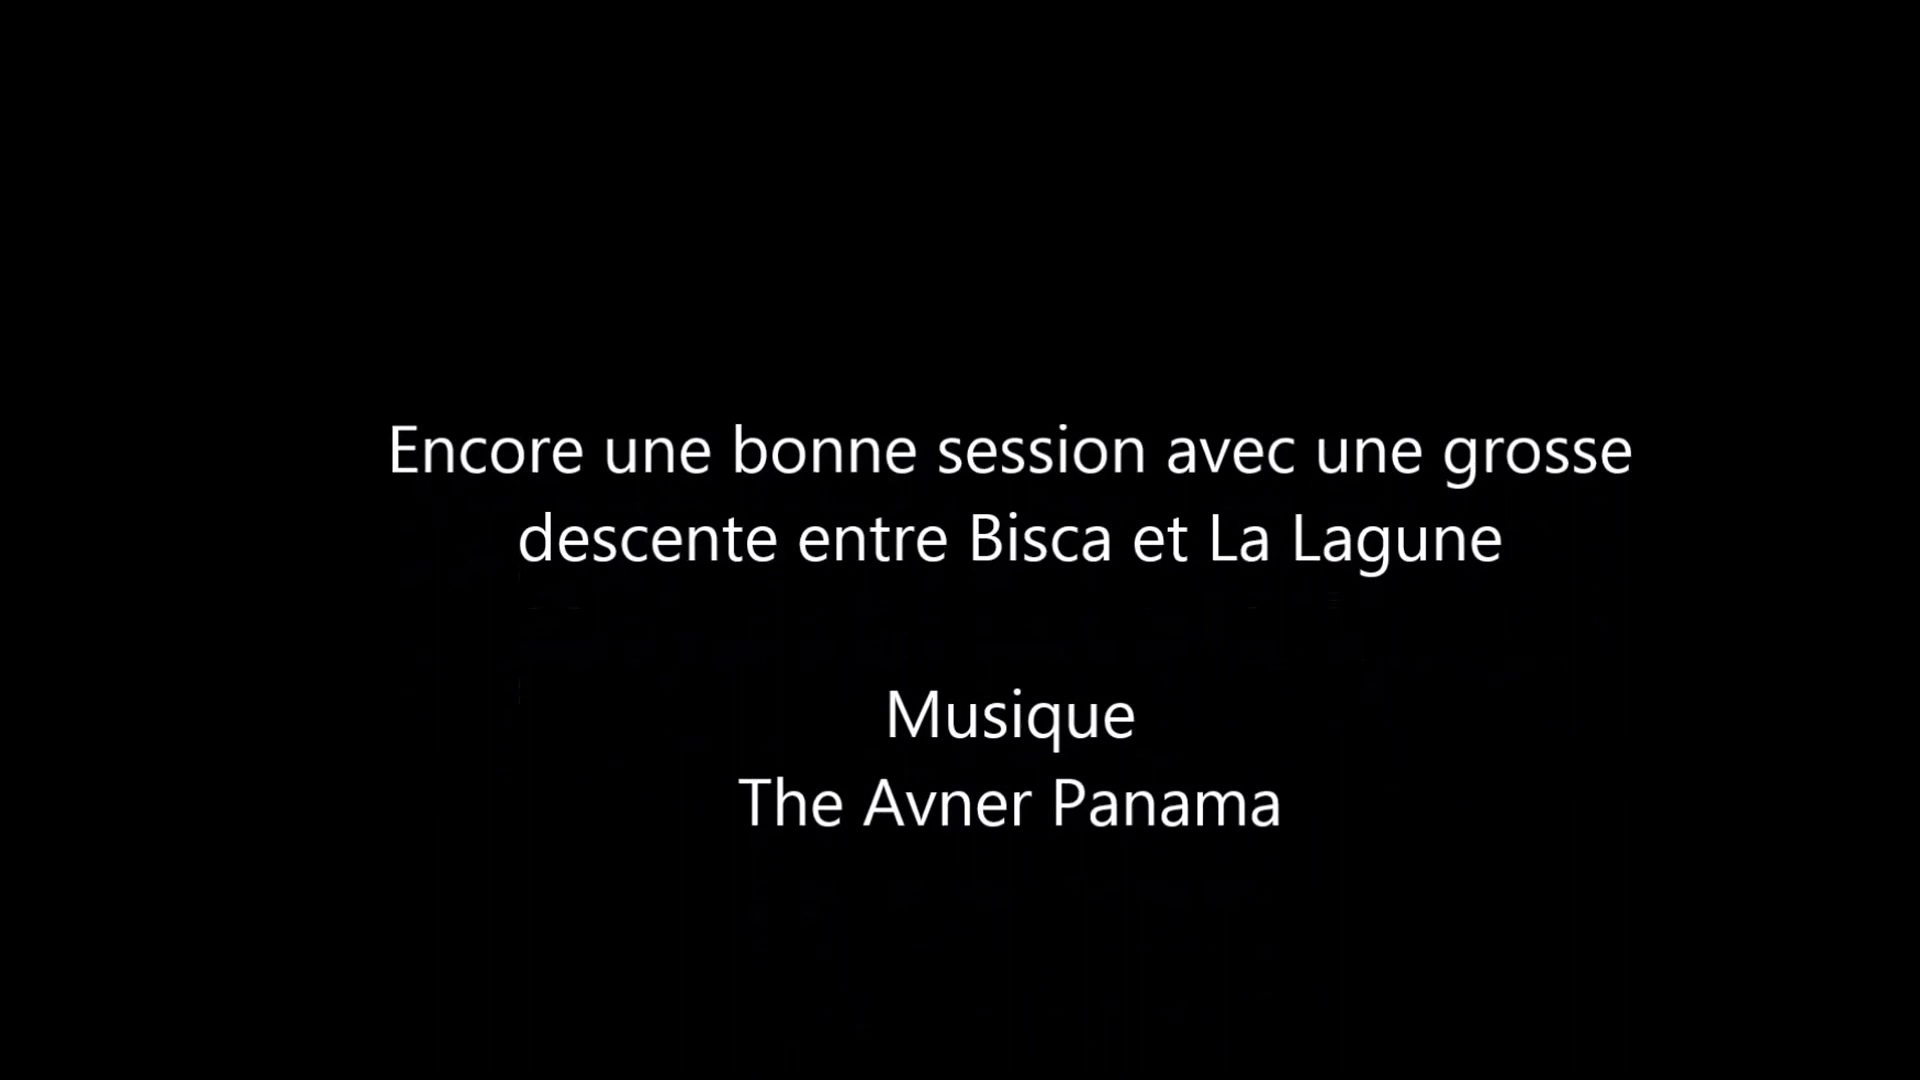 Encore une bonne session avec une grosse
descente entre Bisca et La Lagune
Musique
The Avner Panama